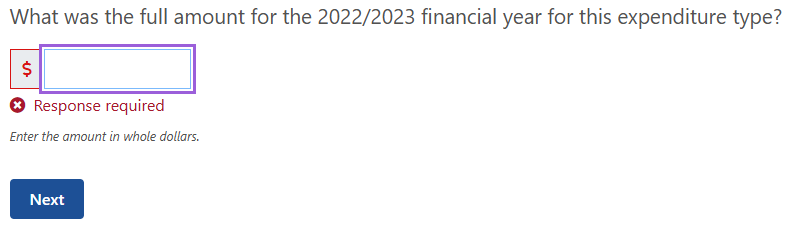 What was the full amount for the 2022/2023 financial year for this expenditure type?
$
Response required
Enter the amount in whole dollars.
Next